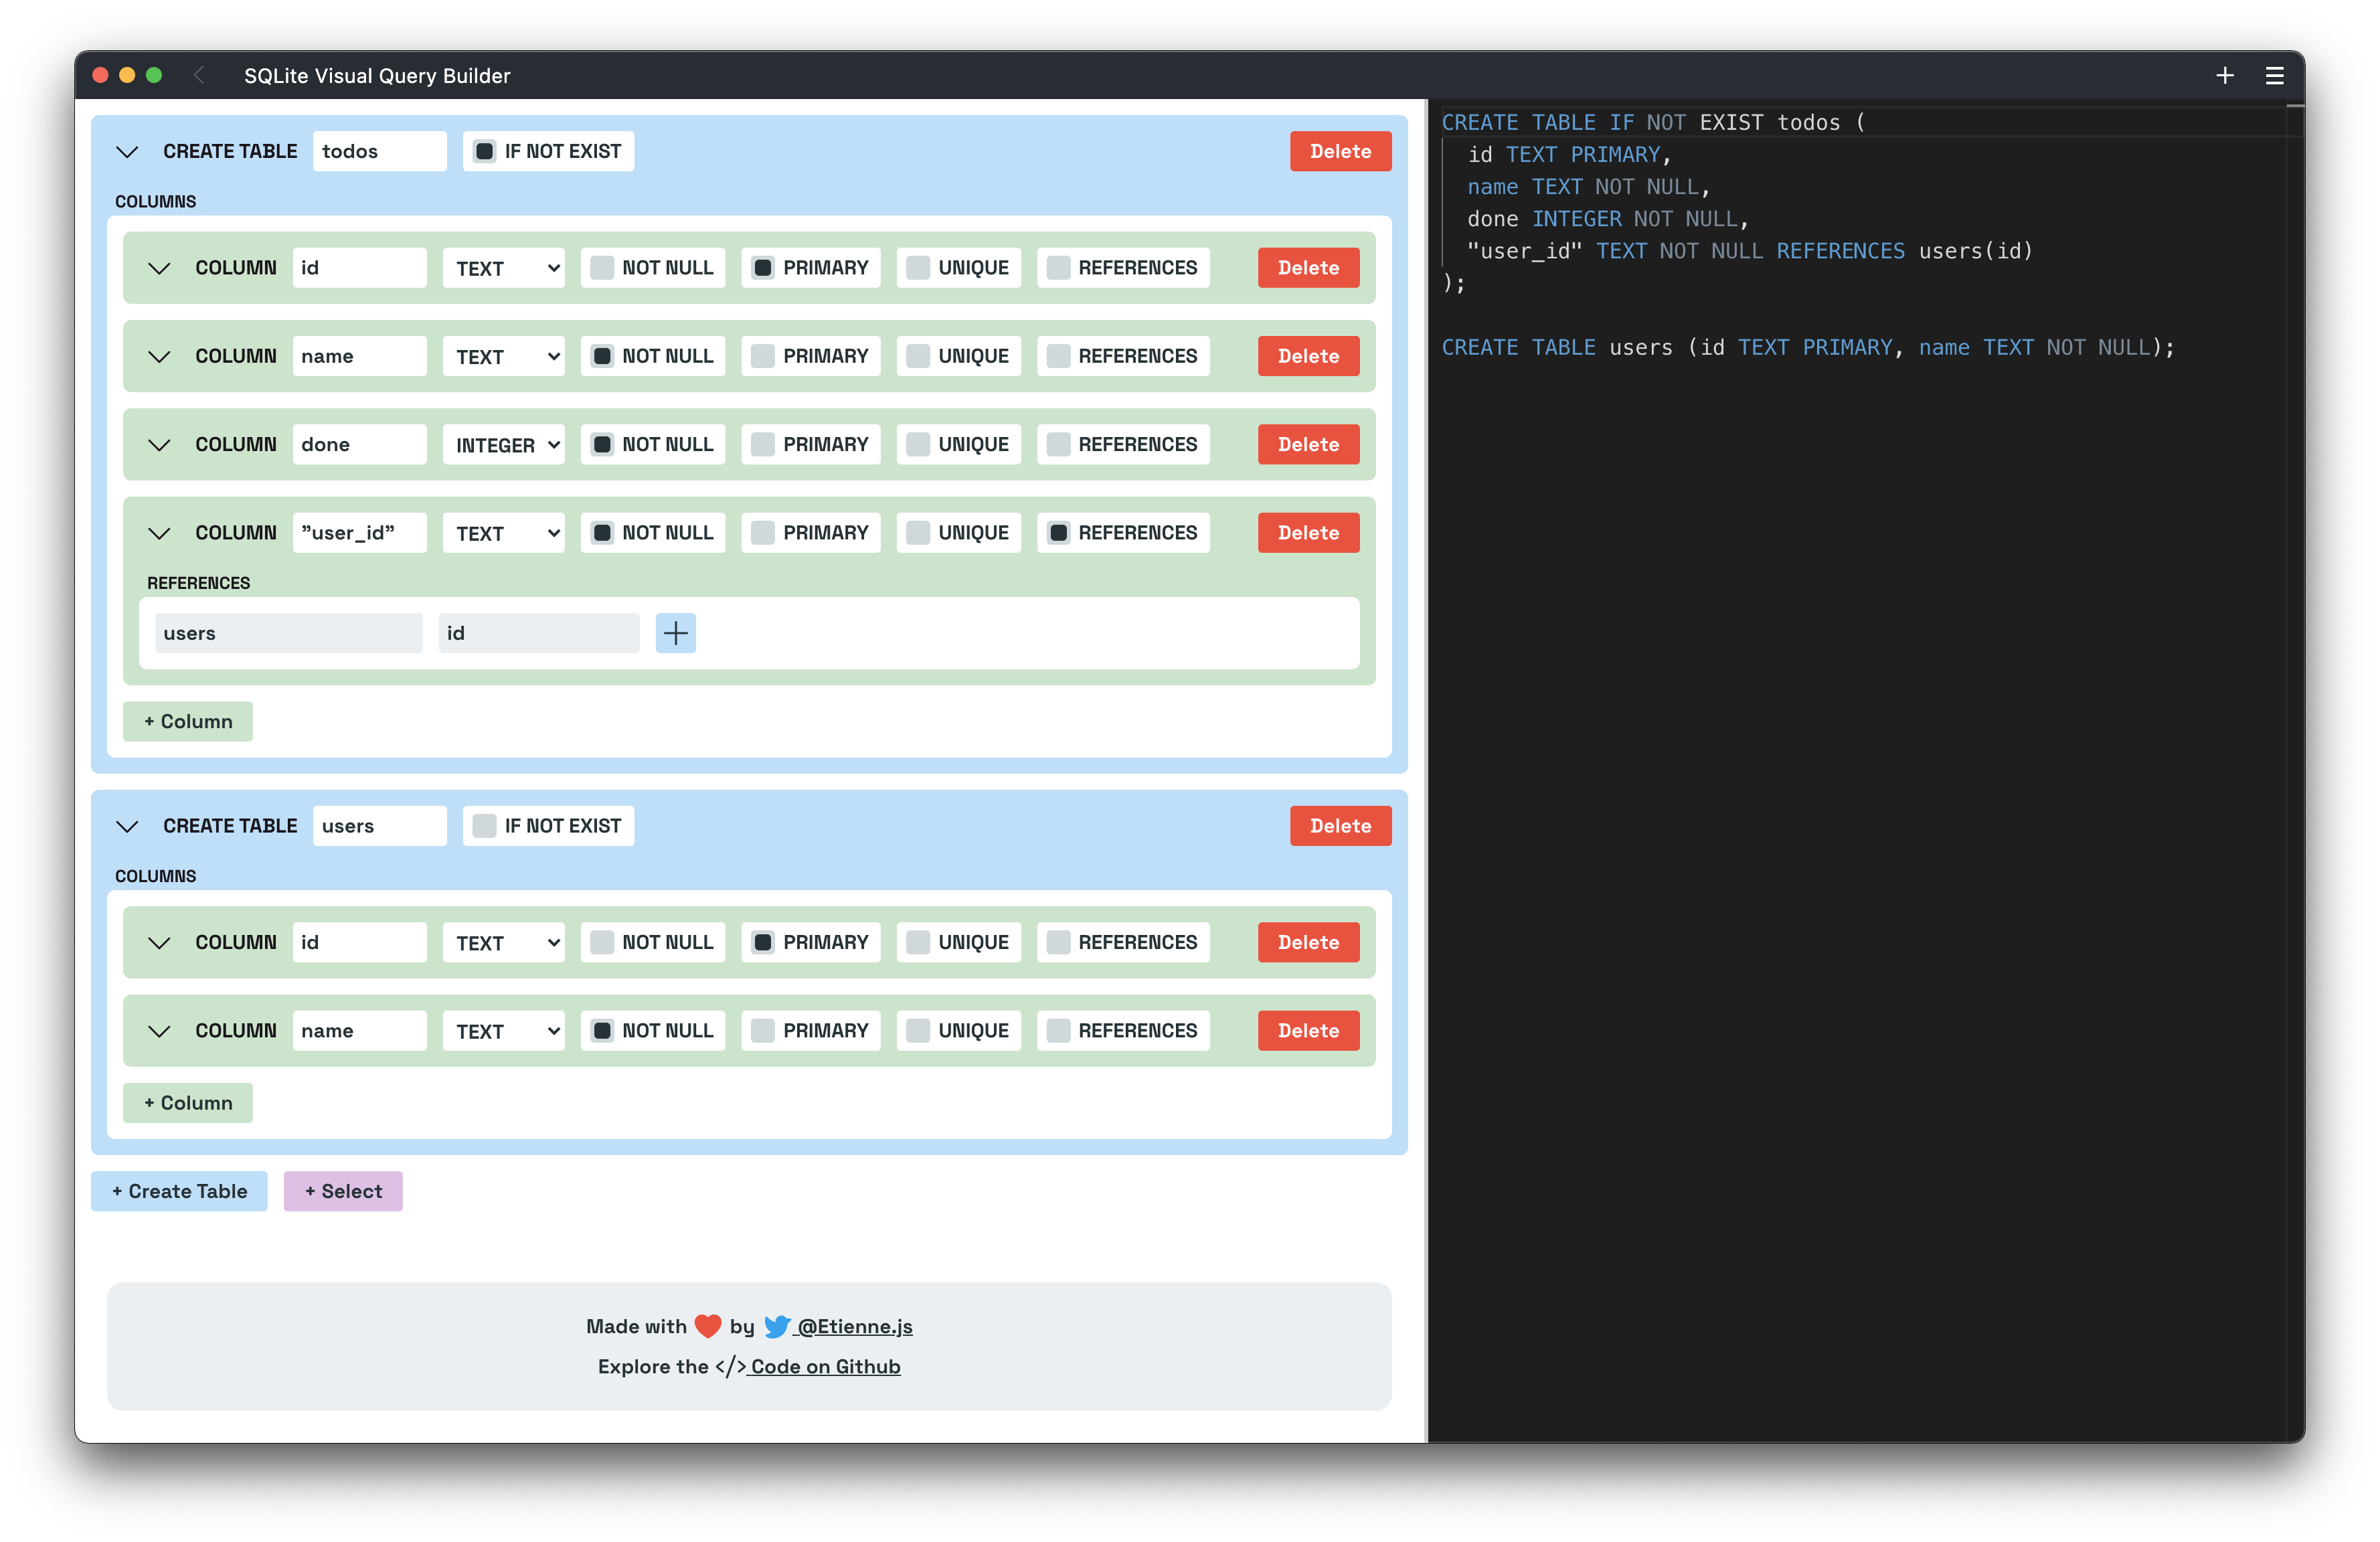 SQLite Visual Query Builder
CREATE TABLE todos IF NOT EXIST Delete
COLUMNS
COLUMN id TEXT NOT NULL PRIMARY UNIQUE REFERENCES Delete
COLUMN name TEXT NOT NULL PRIMARY UNIQUE REFERENCES Delete
COLUMN done INTEGER NOT NULL PRIMARY UNIQUE REFERENCES Delete
COLUMN ”user_id” TEXT NOT NULL PRIMARY UNIQUE REFERENCES Delete
REFERENCES
users id +
+ Column
CREATE TABLE users IF NOT EXIST Delete
COLUMNS
COLUMN id TEXT NOT NULL PRIMARY UNIQUE REFERENCES Delete
COLUMN name TEXT NOT NULL PRIMARY UNIQUE REFERENCES Delete
+ Column
+ Create Table + Select
Made with ❤ by @Etienne.js
Explore the </> Code on Github
CREATE TABLE IF NOT EXIST todos (
id TEXT PRIMARY,
name TEXT NOT NULL,
done INTEGER NOT NULL,
"user_id" TEXT NOT NULL REFERENCES users(id)
);
CREATE TABLE users (id TEXT PRIMARY, name TEXT NOT NULL);